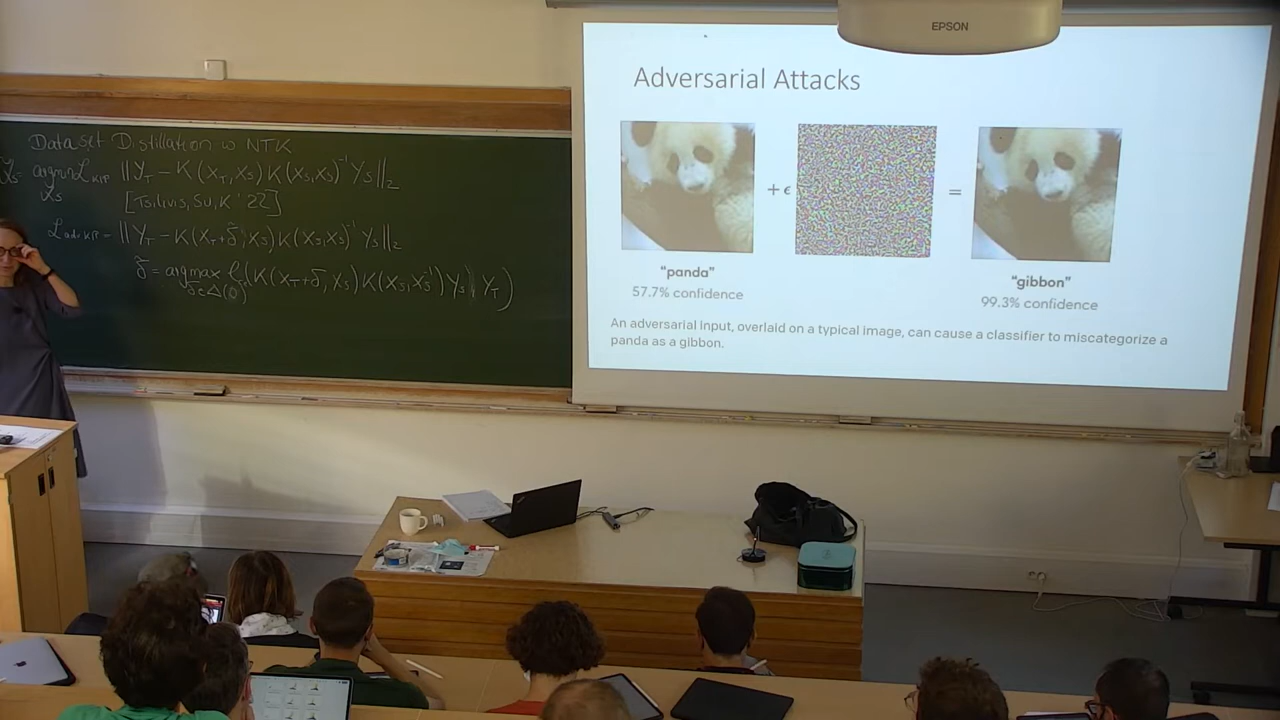 Dataset Distillation w NTK
X̃_S = argmin L_KIP ‖Y_T − K(X_T, X_S) K(X_S, X_S)^{-1} Y_S‖_2
X_S
[Tsilivis, Su, K '22]
L_adv KIP = ‖Y_T − K(X_T + δ̃, X_S) K(X_S, X_S)^{-1} Y_S‖_2
δ̃ = argmax ℓ(K(X_T + δ, X_S) K(X_S, X_S^{-1}) Y_S, Y_T)
δ ∈ Δ(0)
EPSON
Adversarial Attacks
+ ϵ
=
“panda”
57.7% confidence
“gibbon”
99.3% confidence
An adversarial input, overlaid on a typical image, can cause a classifier to miscategorize a
panda as a gibbon.